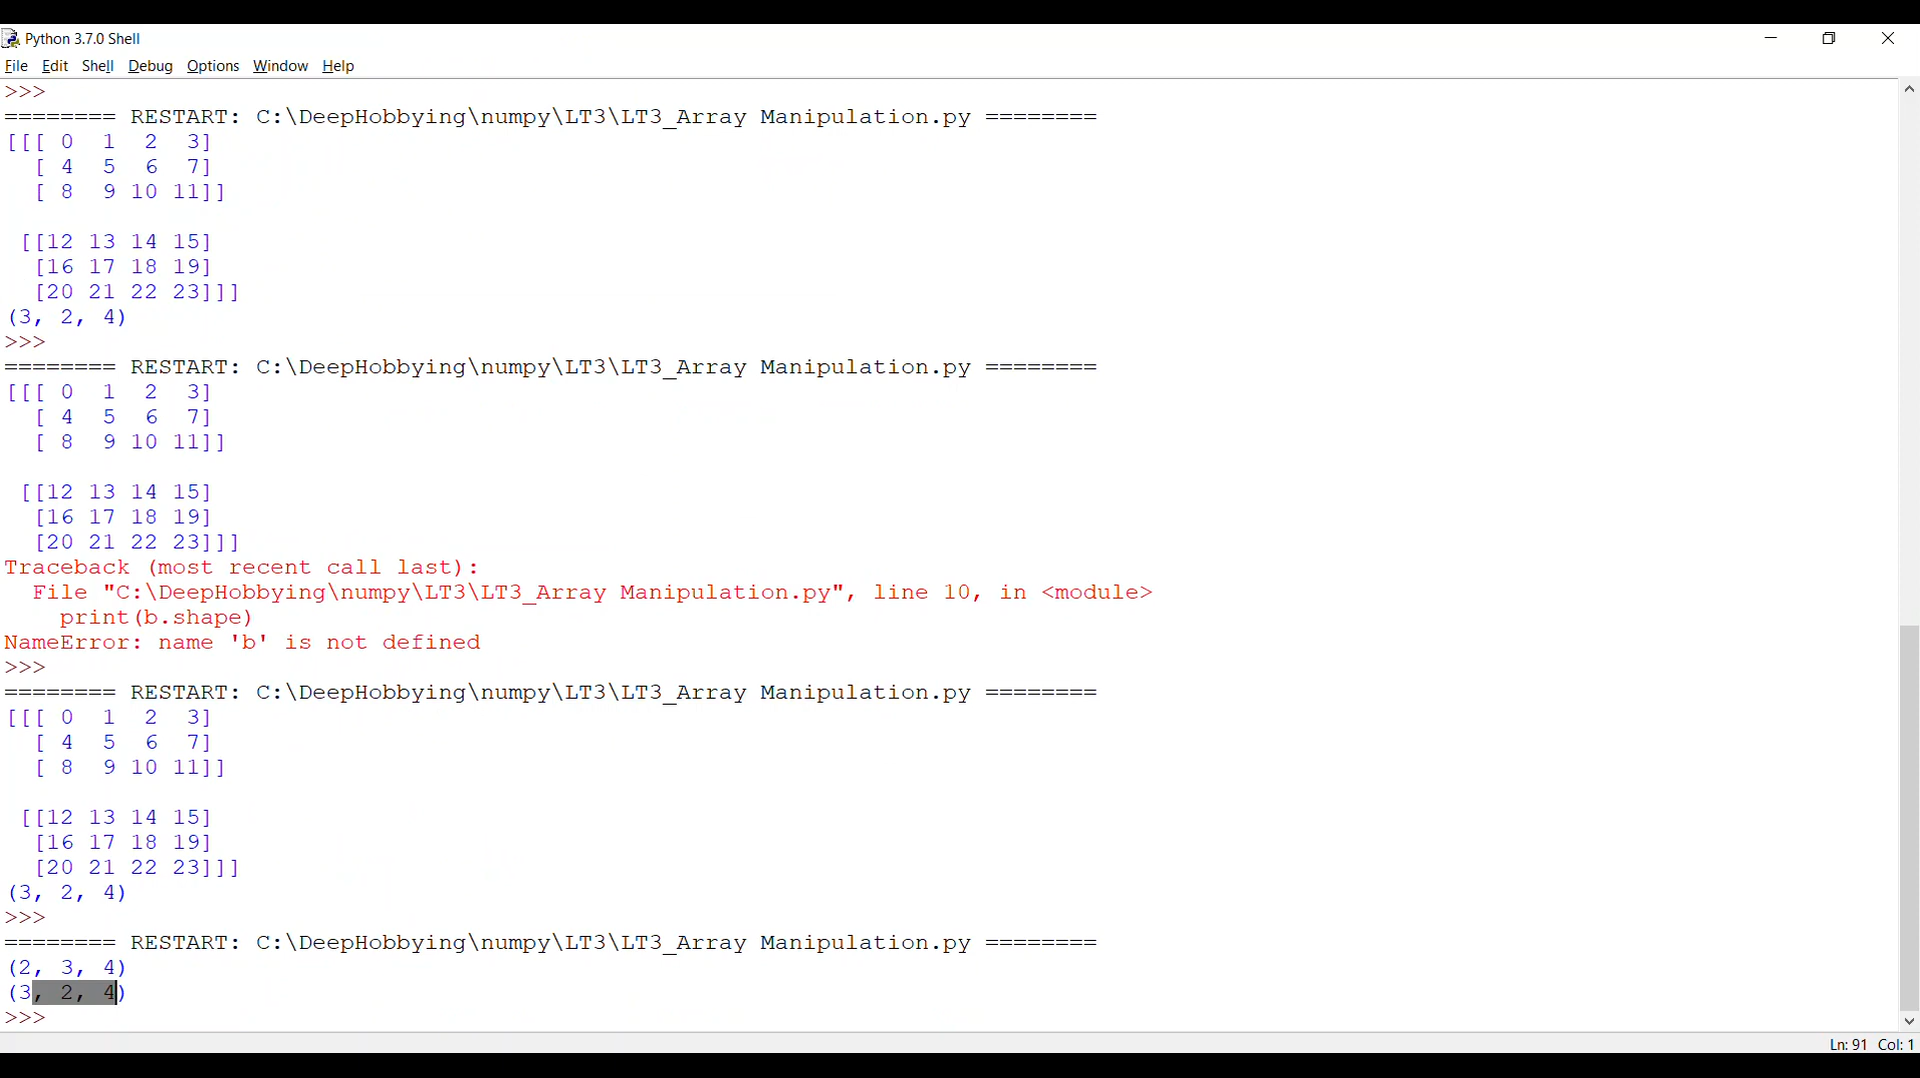 Python 3.7.0 Shell
File Edit Shell Debug Options Window Help
>>>
======== RESTART: C:\DeepHobbying\numpy\LT3\LT3_Array Manipulation.py ========
[[[ 0  1  2  3]
  [ 4  5  6  7]
  [ 8  9 10 11]]
 [[12 13 14 15]
  [16 17 18 19]
  [20 21 22 23]]]
(3, 2, 4)
>>>
======== RESTART: C:\DeepHobbying\numpy\LT3\LT3_Array Manipulation.py ========
[[[ 0  1  2  3]
  [ 4  5  6  7]
  [ 8  9 10 11]]
 [[12 13 14 15]
  [16 17 18 19]
  [20 21 22 23]]]
Traceback (most recent call last):
  File "C:\DeepHobbying\numpy\LT3\LT3_Array Manipulation.py", line 10, in <module>
    print(b.shape)
NameError: name 'b' is not defined
>>>
======== RESTART: C:\DeepHobbying\numpy\LT3\LT3_Array Manipulation.py ========
[[[ 0  1  2  3]
  [ 4  5  6  7]
  [ 8  9 10 11]]
 [[12 13 14 15]
  [16 17 18 19]
  [20 21 22 23]]]
(3, 2, 4)
>>>
======== RESTART: C:\DeepHobbying\numpy\LT3\LT3_Array Manipulation.py ========
(2, 3, 4)
(3, 2, 4)
>>>
Ln: 91 Col: 1